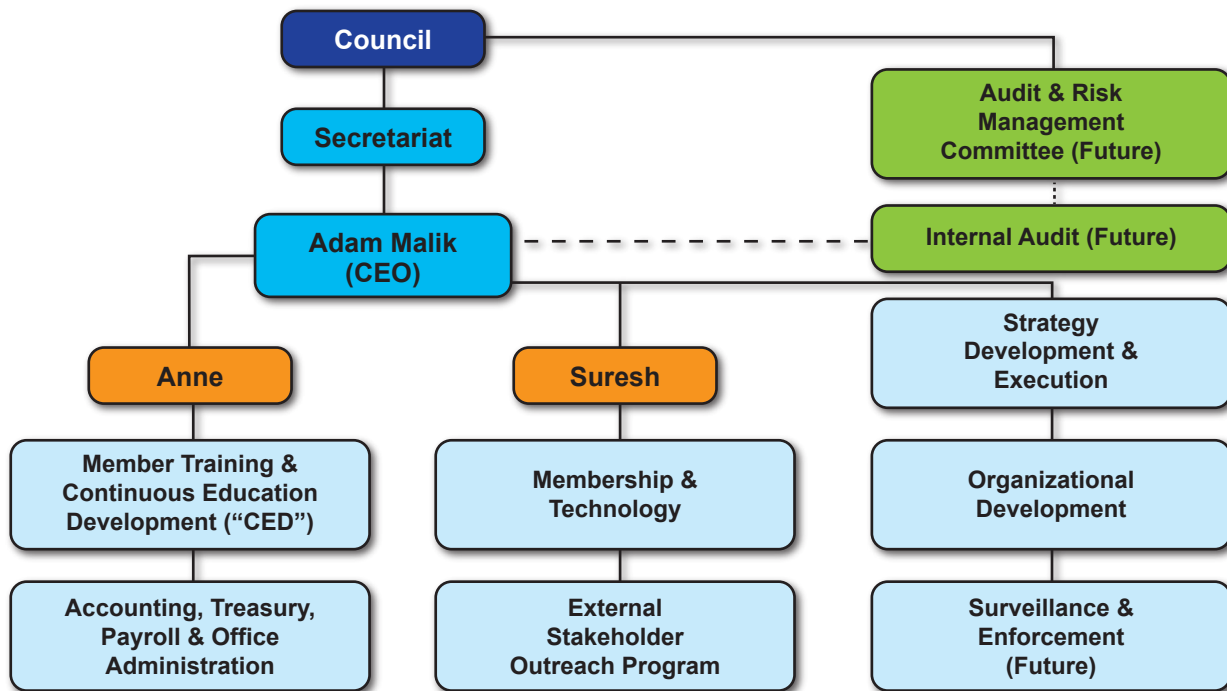 Council
Audit & Risk
Management
Committee (Future)
Secretariat
Adam Malik
(CEO)
Internal Audit (Future)
Strategy
Development &
Execution
Anne
Suresh
Member Training &
Continuous Education
Development (“CED”)
Membership &
Technology
Organizational
Development
Accounting, Treasury,
Payroll & Office
Administration
External
Stakeholder
Outreach Program
Surveillance &
Enforcement
(Future)